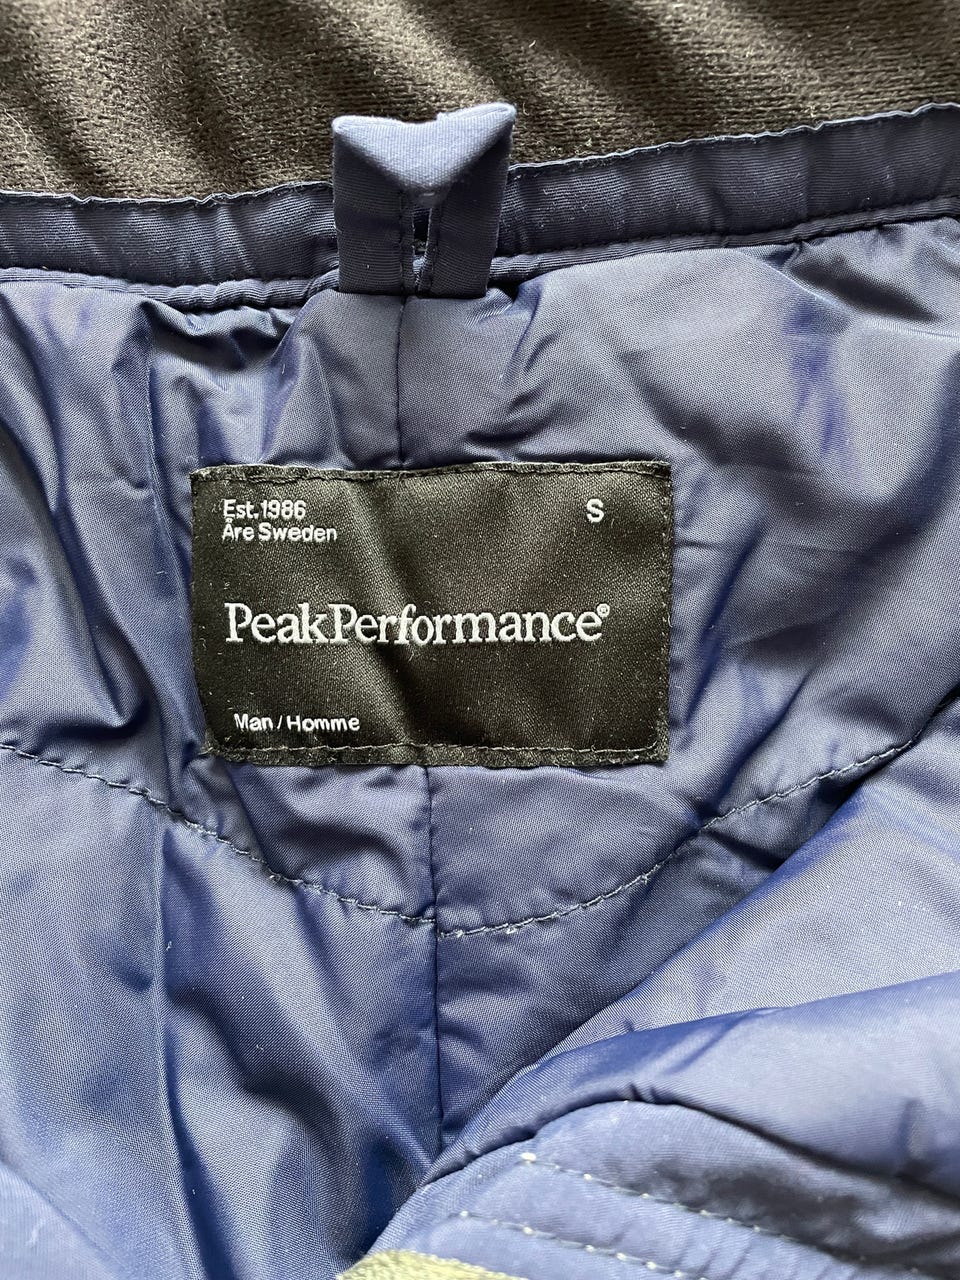 Est.1986
Åre Sweden
S
PeakPerformance®
Man / Homme